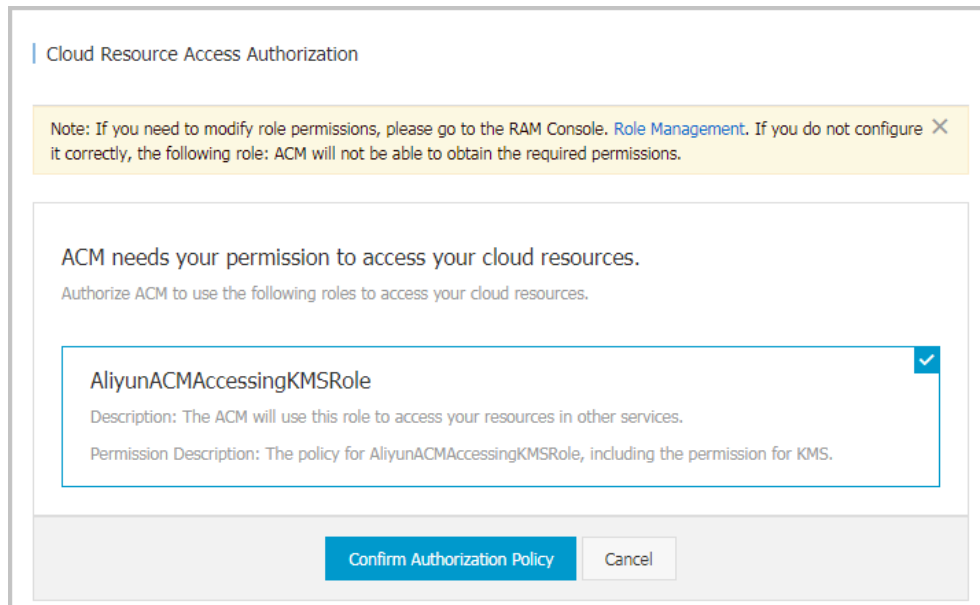 Cloud Resource Access Authorization
Note: If you need to modify role permissions, please go to the RAM Console. Role Management. If you do not configure
it correctly, the following role: ACM will not be able to obtain the required permissions.
ACM needs your permission to access your cloud resources.
Authorize ACM to use the following roles to access your cloud resources.
AliyunACMAccessingKMSRole
Description: The ACM will use this role to access your resources in other services.
Permission Description: The policy for AliyunACMAccessingKMSRole, including the permission for KMS.
Confirm Authorization Policy
Cancel